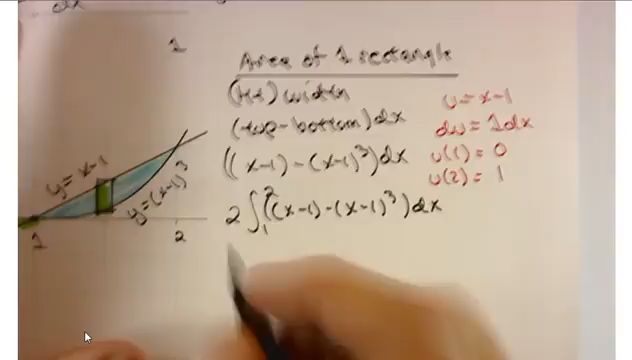 dx
1
Area of 1 rectangle
(Ht) width
(top-bottom) dx
((x-1) - (x-1)³) dx
2∫₁² ((x-1) - (x-1)³) dx
u = x-1
du = 1dx
u(1) = 0
u(2) = 1
y = x-1
y = (x-1)³
1
2